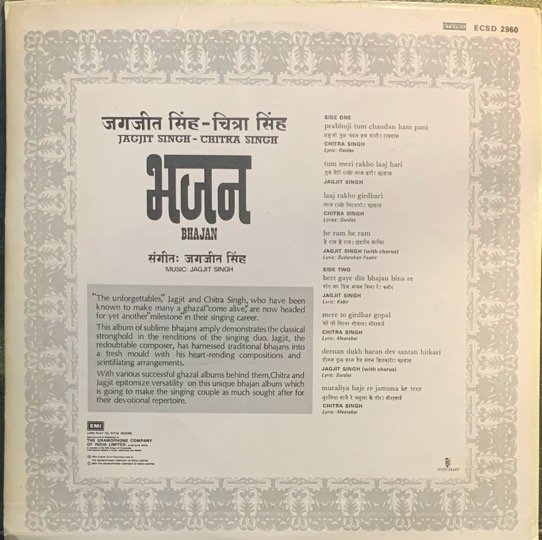 STEREO ECSD 2960
जगजीत सिंह-चित्रा सिंह
JAGJIT SINGH - CHITRA SINGH
भजन
BHAJAN
संगीतः जगजीत सिंह
MUSIC: JAGJIT SINGH
"The unforgettables," Jagjit and Chitra Singh, who have been
known to make many a ghazal "come alive," are now headed
for yet another milestone in their singing career.
This album of sublime bhajans amply demonstrates the classical
stronghold in the renditions of the singing duo. Jagjit, the
redoubtable composer, has harnessed traditional bhajans into
a fresh mould with his heart-rending compositions and
scintillating arrangements.
With various successful ghazal albums behind them, Chitra and
Jagjit epitomize versatility on this unique bhajan album which
is going to make the singing couple as much sought after for
their devotional repertoire.
EMI
THE GRAMOPHONE COMPANY
OF INDIA LIMITED
SIDE ONE
prabhuji tum chandan ham pani
CHITRA SINGH
Lyric: Raidas
tum meri rakho laaj hari
JAGJIT SINGH
laaj rakho girdhari
CHITRA SINGH
Lyrics: Surdas
he ram he ram
JAGJIT SINGH (with chorus)
Lyric: Sudarshan Faakir
SIDE TWO
beet gaye din bhajan bina re
JAGJIT SINGH
Lyric: Kabir
mere to girdhar gopal
CHITRA SINGH
Lyric: Meerabai
deenan dukh haran dev santan hitkari
JAGJIT SINGH (with chorus)
Lyric: Surdas
muraliya baje re jamuna ke teer
CHITRA SINGH
Lyric: Meerabai